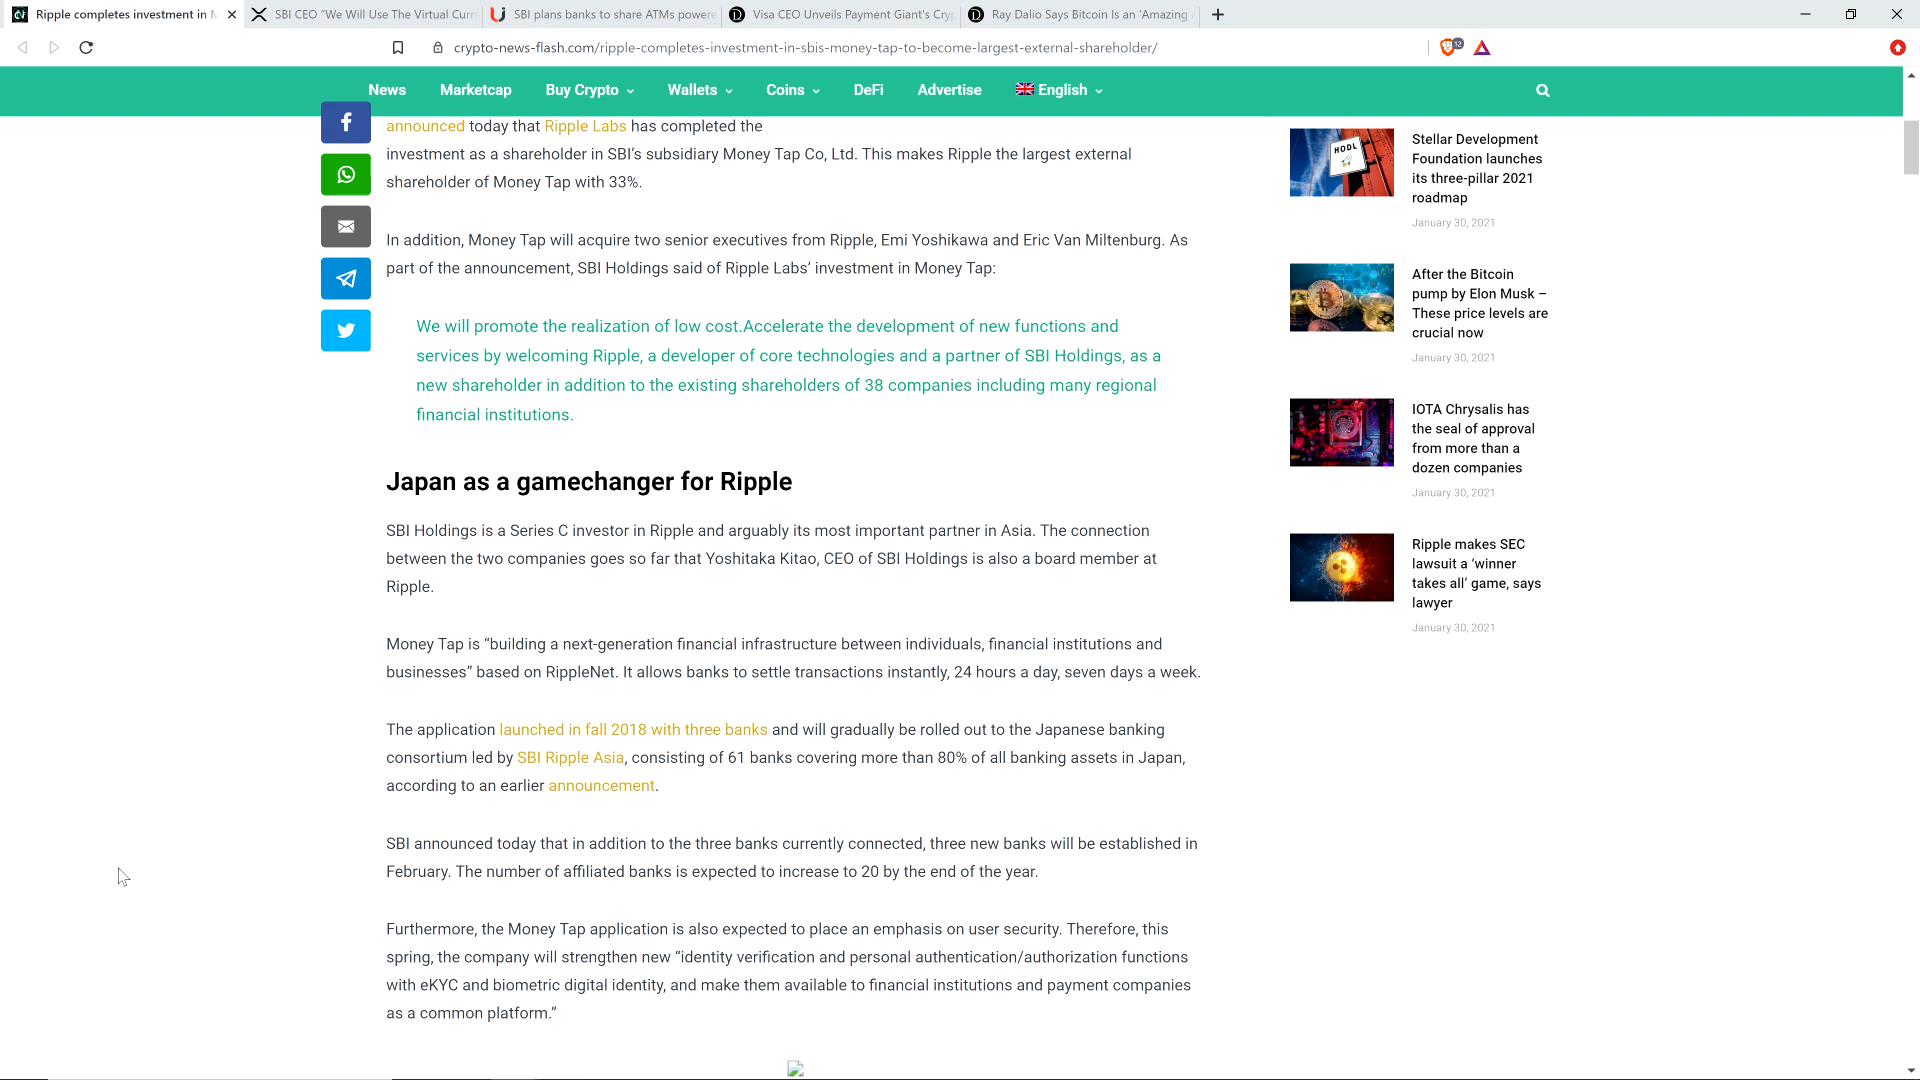 Ripple completes investment in M
SBI CEO "We Will Use The Virtual Curr
SBI plans banks to share ATMs powere
Visa CEO Unveils Payment Giant's Cry
Ray Dalio Says Bitcoin Is an 'Amazing
crypto-news-flash.com/ripple-completes-investment-in-sbis-money-tap-to-become-largest-external-shareholder/
12
News Marketcap Buy Crypto Wallets Coins DeFi Advertise English
announced today that Ripple Labs has completed the
investment as a shareholder in SBI's subsidiary Money Tap Co, Ltd. This makes Ripple the largest external
shareholder of Money Tap with 33%.
In addition, Money Tap will acquire two senior executives from Ripple, Emi Yoshikawa and Eric Van Miltenburg. As
part of the announcement, SBI Holdings said of Ripple Labs' investment in Money Tap:
We will promote the realization of low cost.Accelerate the development of new functions and
services by welcoming Ripple, a developer of core technologies and a partner of SBI Holdings, as a
new shareholder in addition to the existing shareholders of 38 companies including many regional
financial institutions.
Japan as a gamechanger for Ripple
SBI Holdings is a Series C investor in Ripple and arguably its most important partner in Asia. The connection
between the two companies goes so far that Yoshitaka Kitao, CEO of SBI Holdings is also a board member at
Ripple.
Money Tap is “building a next-generation financial infrastructure between individuals, financial institutions and
businesses” based on RippleNet. It allows banks to settle transactions instantly, 24 hours a day, seven days a week.
The application launched in fall 2018 with three banks and will gradually be rolled out to the Japanese banking
consortium led by SBI Ripple Asia, consisting of 61 banks covering more than 80% of all banking assets in Japan,
according to an earlier announcement.
SBI announced today that in addition to the three banks currently connected, three new banks will be established in
February. The number of affiliated banks is expected to increase to 20 by the end of the year.
Furthermore, the Money Tap application is also expected to place an emphasis on user security. Therefore, this
spring, the company will strengthen new “identity verification and personal authentication/authorization functions
with eKYC and biometric digital identity, and make them available to financial institutions and payment companies
as a common platform.”
HODL
Stellar Development
Foundation launches
its three-pillar 2021
roadmap
January 30, 2021
After the Bitcoin
pump by Elon Musk –
These price levels are
crucial now
January 30, 2021
IOTA Chrysalis has
the seal of approval
from more than a
dozen companies
January 30, 2021
Ripple makes SEC
lawsuit a ‘winner
takes all’ game, says
lawyer
January 30, 2021